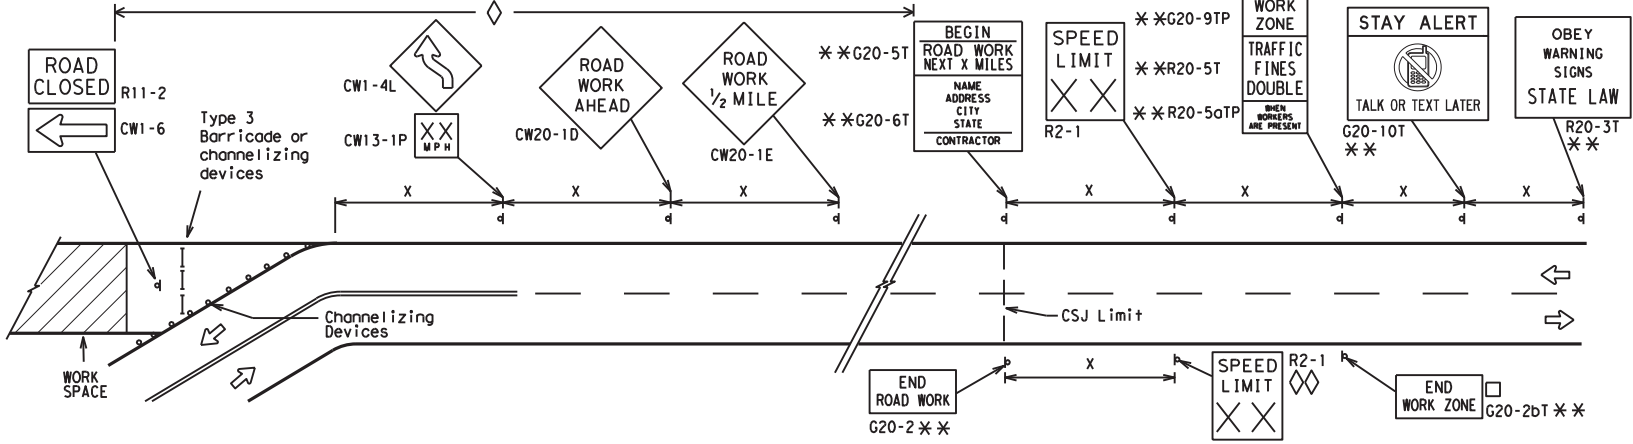 ROAD
CLOSED
R11-2
CW1-6
Type 3
Barricade or
channelizing
devices
CW1-4L
CW13-1P
X X
M P H
ROAD
WORK
AHEAD
CW20-1D
ROAD
WORK
1/2 MILE
CW20-1E
**G20-5T
**G20-6T
BEGIN
ROAD WORK
NEXT X MILES
NAME
ADDRESS
CITY
STATE
CONTRACTOR
SPEED
LIMIT
X X
R2-1
**G20-9TP
**R20-5T
**R20-5aTP
WORK
ZONE
TRAFFIC
FINES
DOUBLE
WHEN
WORKERS
ARE PRESENT
STAY ALERT
TALK OR TEXT LATER
G20-10T
**
OBEY
WARNING
SIGNS
STATE LAW
R20-3T
**
X
X
X
X
X
X
X
Channelizing
Devices
WORK
SPACE
CSJ Limit
X
END
ROAD WORK
G20-2 **
SPEED
LIMIT
X X
R2-1
END
WORK ZONE
G20-2bT **